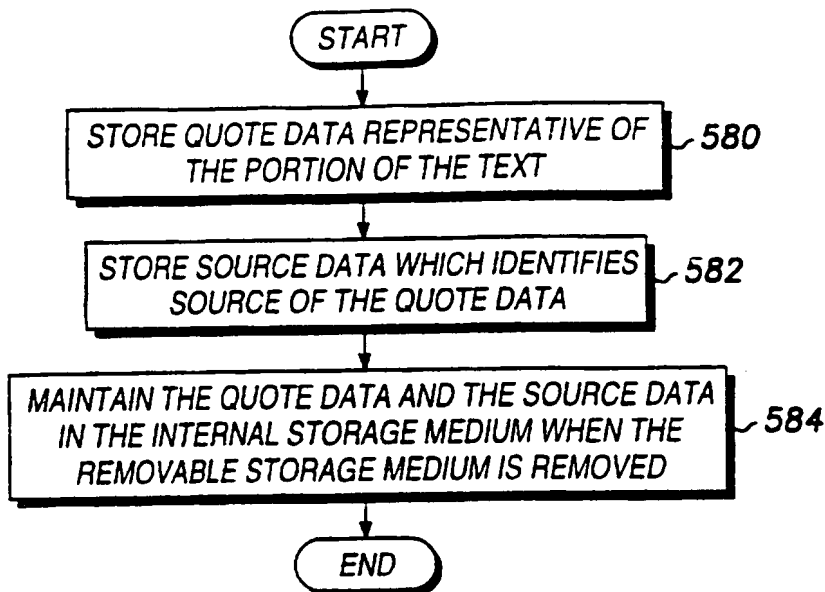 START
STORE QUOTE DATA REPRESENTATIVE OF
THE PORTION OF THE TEXT
580
STORE SOURCE DATA WHICH IDENTIFIES
SOURCE OF THE QUOTE DATA
582
MAINTAIN THE QUOTE DATA AND THE SOURCE DATA
IN THE INTERNAL STORAGE MEDIUM WHEN THE
REMOVABLE STORAGE MEDIUM IS REMOVED
584
END